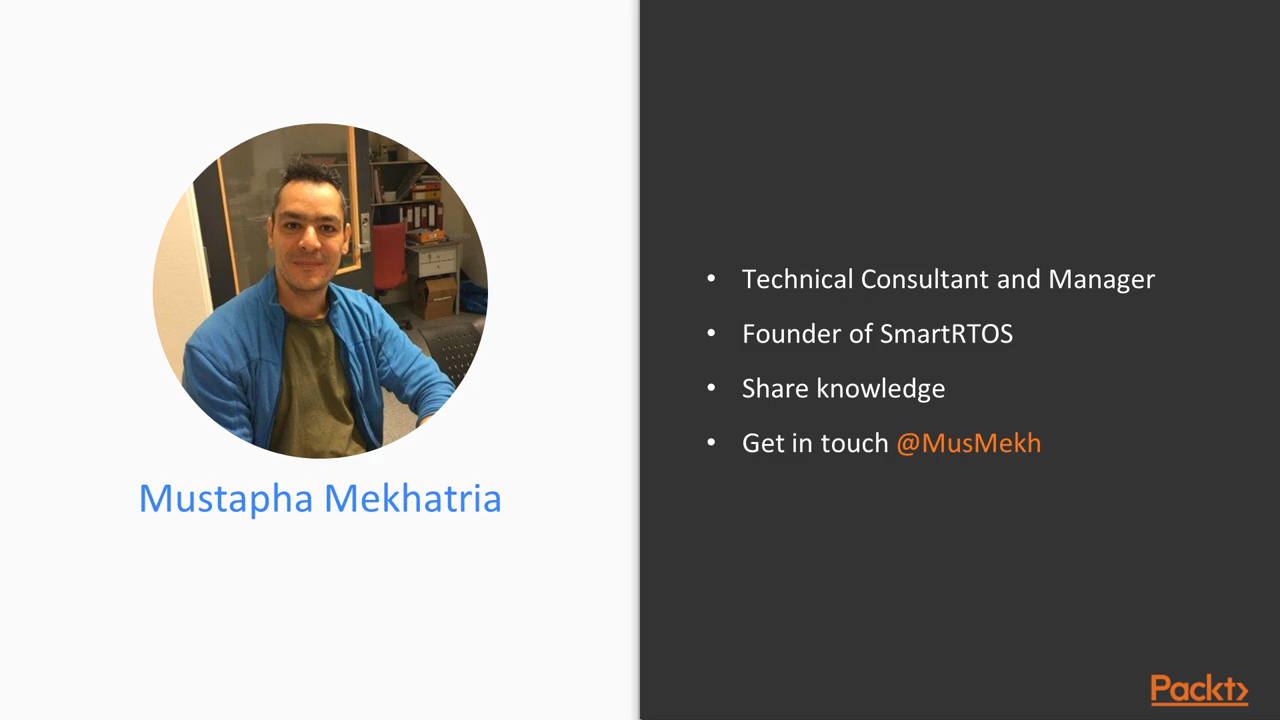 Mustapha Mekhatria
• Technical Consultant and Manager
• Founder of SmartRTOS
• Share knowledge
• Get in touch @MusMekh
Packt>